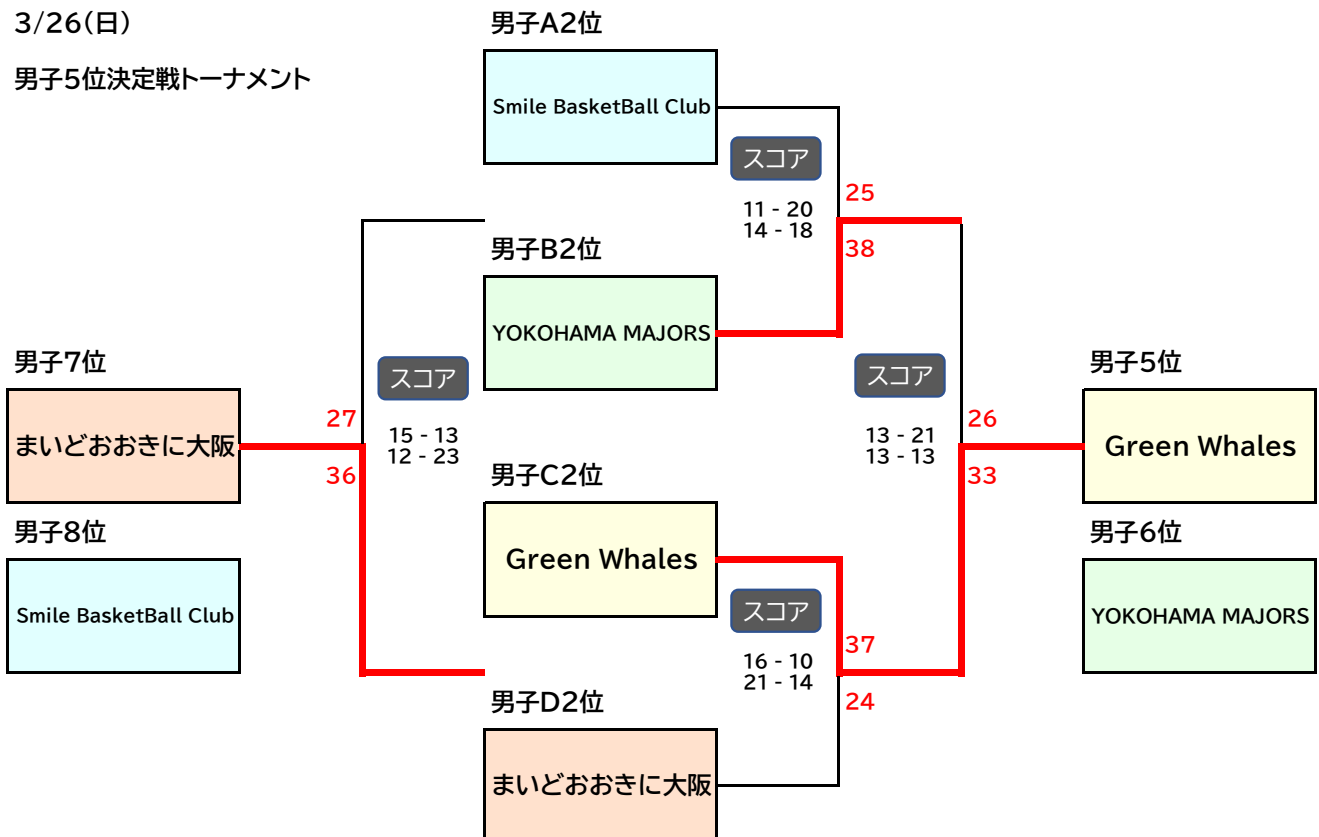 3/26(日)
男子5位決定戦トーナメント
男子A2位
Smile BasketBall Club
スコア
11 - 20
14 - 18
25
38
男子B2位
YOKOHAMA MAJORS
男子7位
まいどおおきに大阪
27
36
スコア
15 - 13
12 - 23
スコア
13 - 21
13 - 13
26
33
男子5位
Green Whales
男子8位
Smile BasketBall Club
男子C2位
Green Whales
スコア
16 - 10
21 - 14
37
24
男子6位
YOKOHAMA MAJORS
男子D2位
まいどおおきに大阪